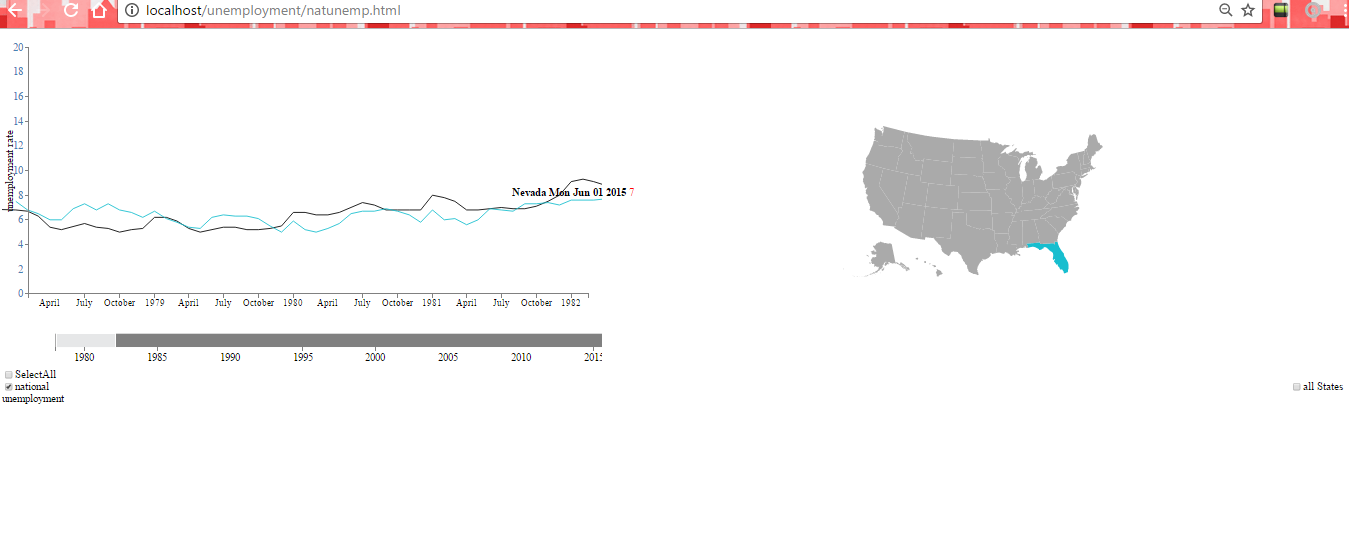 localhost/unemployment/natunemp.html
20
18
16
14
12
10
8
6
4
2
0
unemployment rate
Nevada Mon Jun 01 2015 7
April July October 1979 April July October 1980 April July October 1981 April July October 1982
1980 1985 1990 1995 2000 2005 2010 2015
SelectAll
national
unemployment
all States